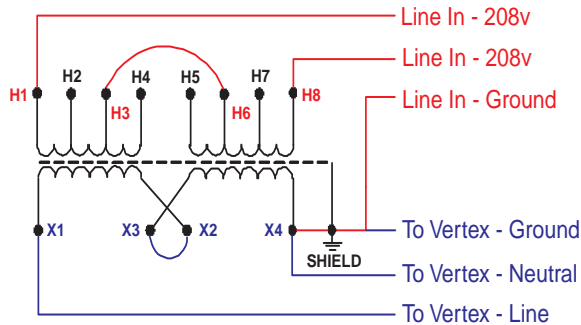 Line In - 208v
Line In - 208v
H2 H4 H5 H7
H1 H3 H6 H8
Line In - Ground
X1 X3 X2 X4
To Vertex - Ground
SHIELD
To Vertex - Neutral
To Vertex - Line